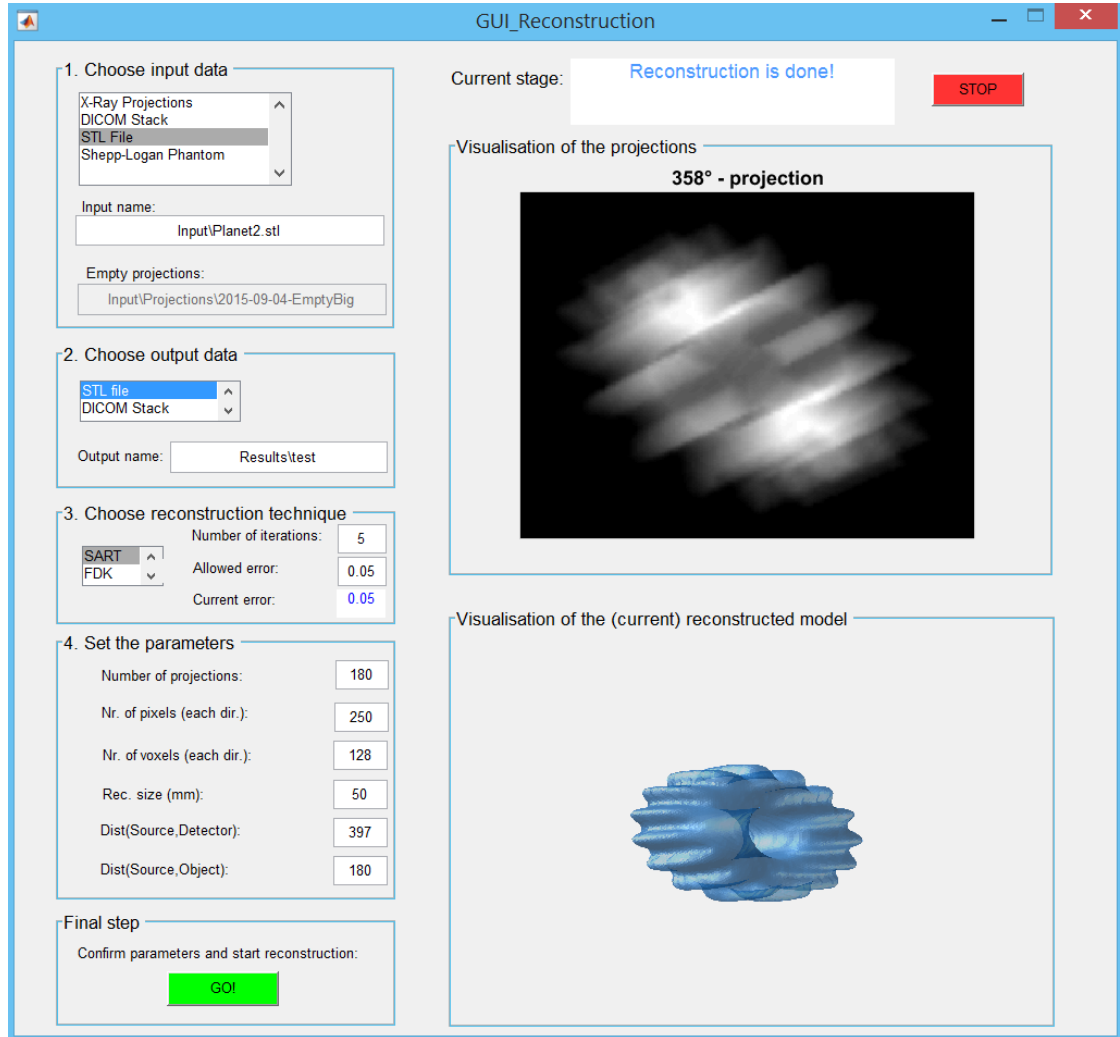 GUI_Reconstruction
1. Choose input data
X-Ray Projections
DICOM Stack
STL File
Shepp-Logan Phantom
Input name:
Input\Planet2.stl
Empty projections:
Input\Projections\2015-09-04-EmptyBig
2. Choose output data
STL file
DICOM Stack
Output name: Results\test
3. Choose reconstruction technique
SART
FDK
Number of iterations: 5
Allowed error: 0.05
Current error: 0.05
4. Set the parameters
Number of projections: 180
Nr. of pixels (each dir.): 250
Nr. of voxels (each dir.): 128
Rec. size (mm): 50
Dist(Source,Detector): 397
Dist(Source,Object): 180
Final step
Confirm parameters and start reconstruction:
GO!
Current stage: Reconstruction is done!
STOP
Visualisation of the projections
358° - projection
Visualisation of the (current) reconstructed model